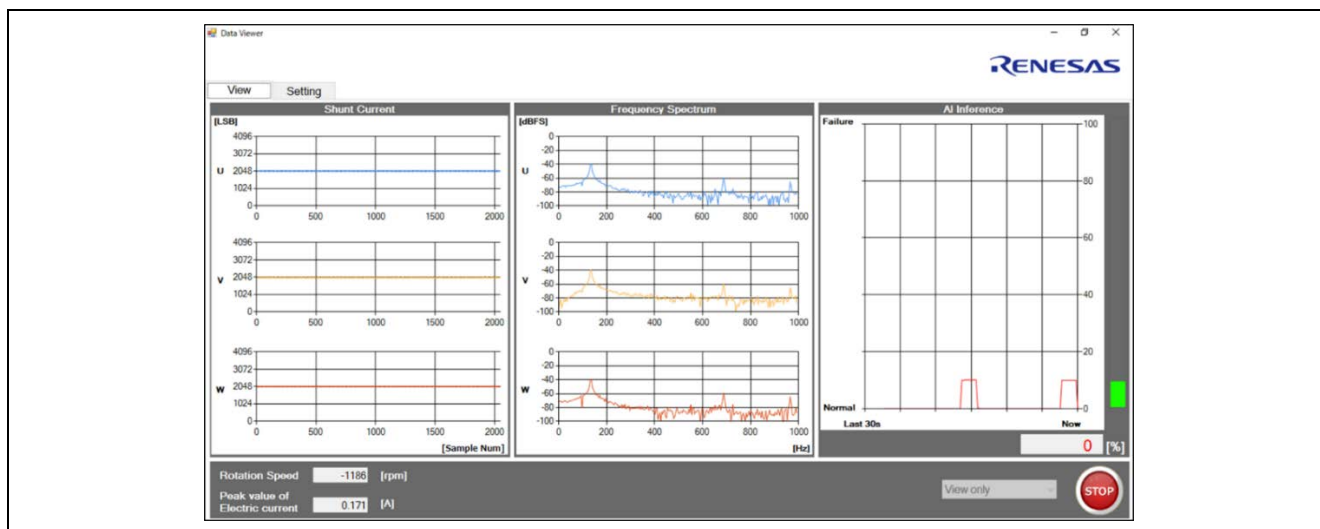 Data Viewer
RENESAS
View Setting
Shunt Current
[LSB]
U
4096
3072
2048
1024
0
0 500 1000 1500 2000
V
4096
3072
2048
1024
0
0 500 1000 1500 2000
W
4096
3072
2048
1024
0
0 500 1000 1500 2000
[Sample Num]
Frequency Spectrum
[dBFS]
U
0
-20
-40
-60
-80
-100
0 200 400 600 800 1000
V
0
-20
-40
-60
-80
-100
0 200 400 600 800 1000
W
0
-20
-40
-60
-80
-100
0 200 400 600 800 1000
[Hz]
AI Inference
Failure
100
80
60
40
20
0
Normal
Last 30s Now
0 [%]
Rotation Speed -1186 [rpm]
Peak value of
Electric current 0.171 [A]
View only
STOP